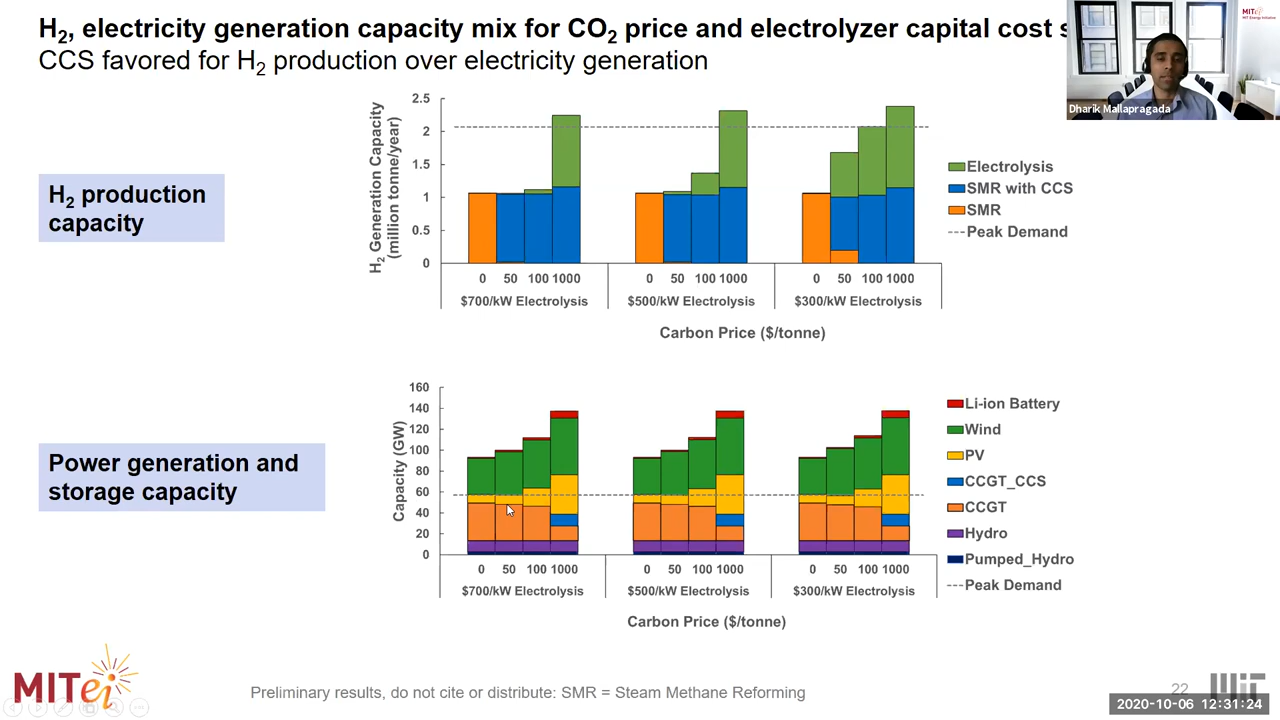 H2, electricity generation capacity mix for CO2 price and electrolyzer capital cost s
CCS favored for H2 production over electricity generation
MITei
MIT Energy Initiative
Dharik Mallapragada
H2 production
capacity
H2 Generation Capacity
(million tonne/year)
2.5
2
1.5
1
0.5
0
0 50 100 1000
0 50 100 1000
0 50 100 1000
$700/kW Electrolysis
$500/kW Electrolysis
$300/kW Electrolysis
Carbon Price ($/tonne)
Electrolysis
SMR with CCS
SMR
Peak Demand
Power generation and
storage capacity
Capacity (GW)
160
140
120
100
80
60
40
20
0
0 50 100 1000
0 50 100 1000
0 50 100 1000
$700/kW Electrolysis
$500/kW Electrolysis
$300/kW Electrolysis
Carbon Price ($/tonne)
Li-ion Battery
Wind
PV
CCGT_CCS
CCGT
Hydro
Pumped_Hydro
Peak Demand
MITei
Preliminary results, do not cite or distribute: SMR = Steam Methane Reforming
22
MIT
2020-10-06 12:31:24